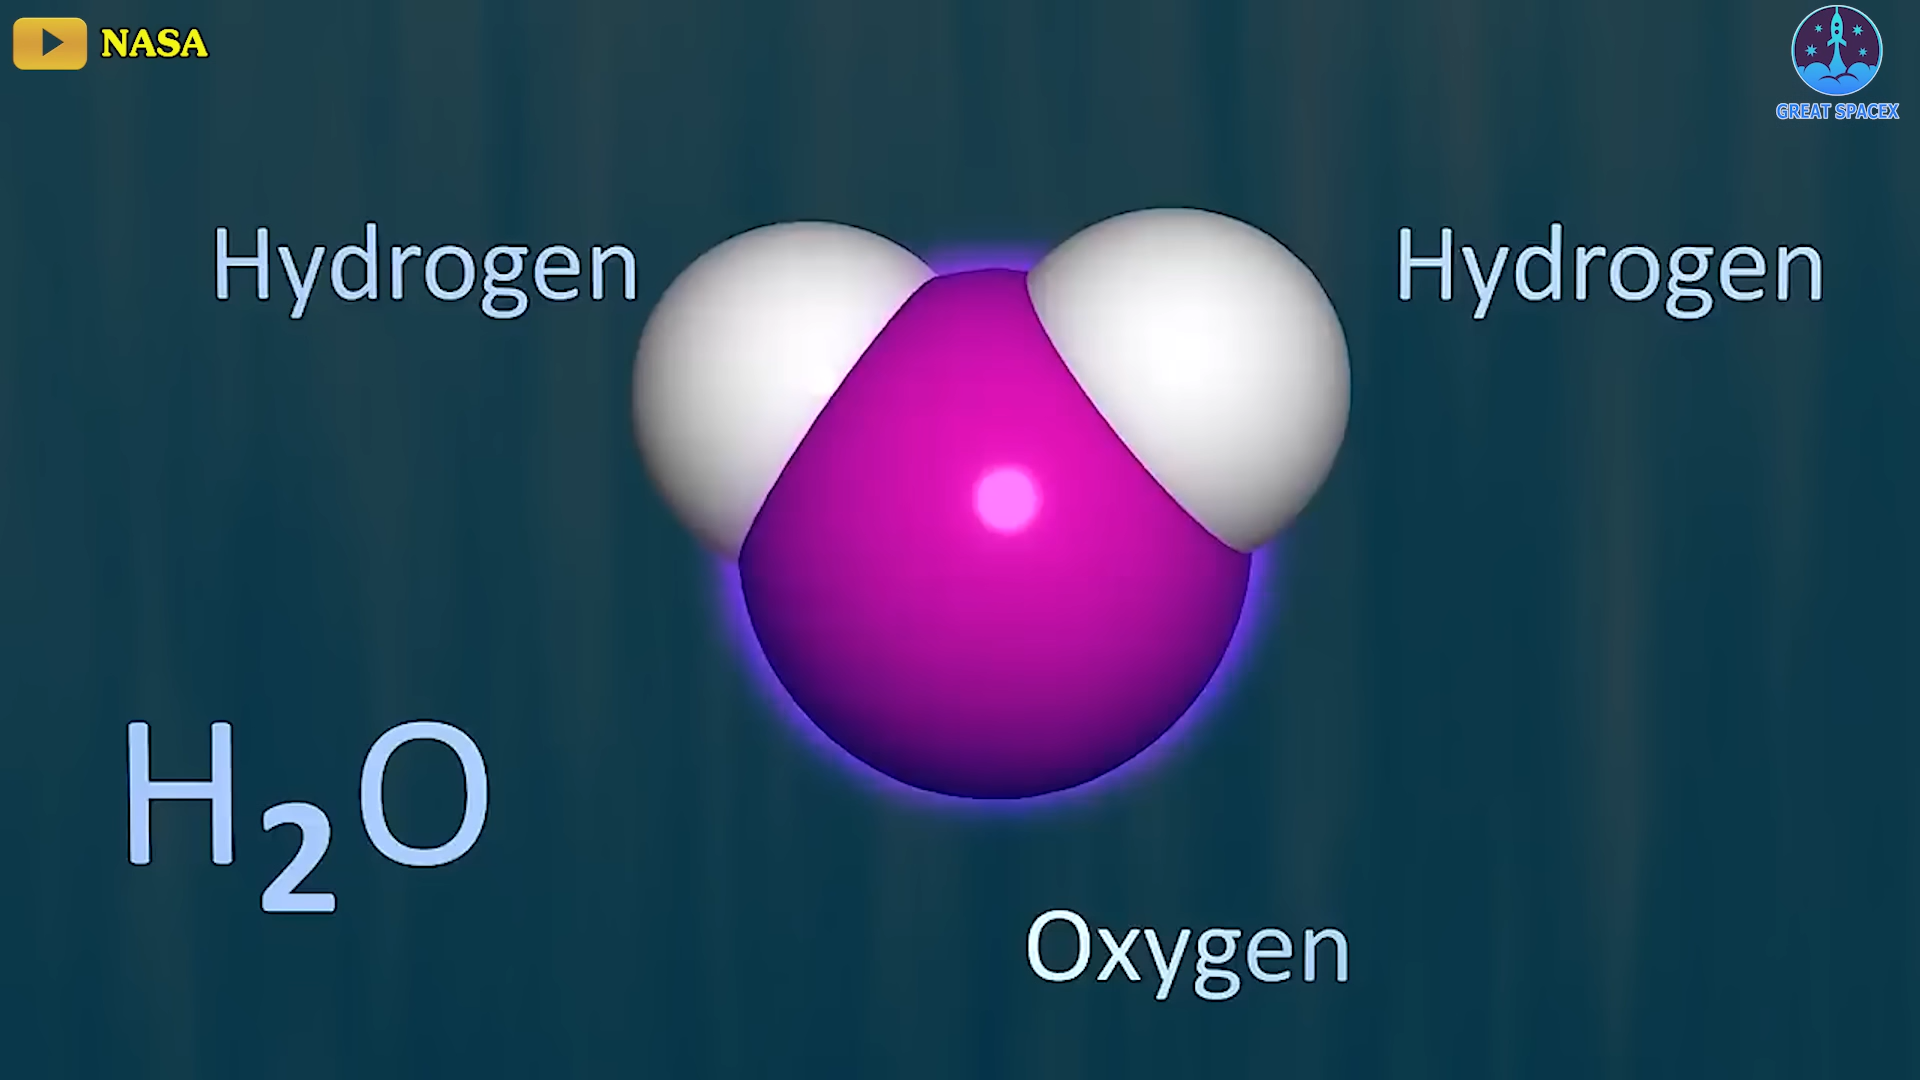 NASA
GREAT SPACEX
Hydrogen
Hydrogen
H₂O
Oxygen